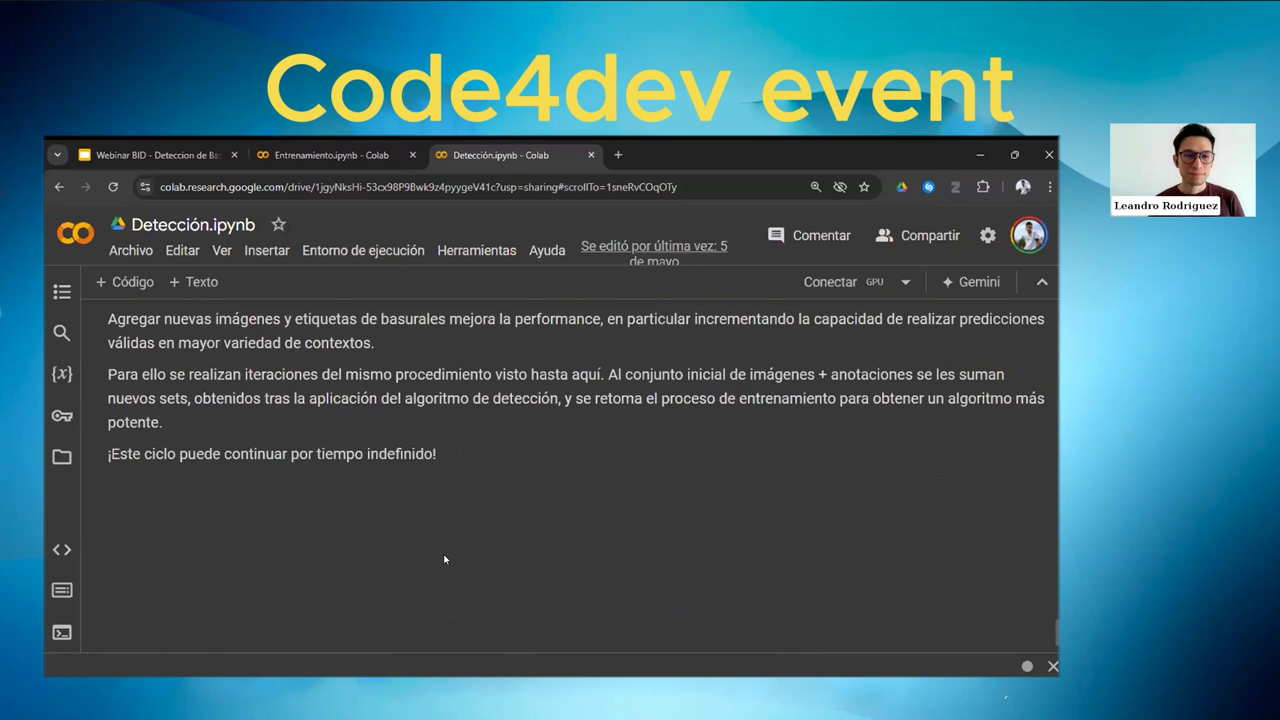 Code4dev event
Webinar BID - Deteccion de Ba
Entrenamiento.ipynb - Colab
Detección.ipynb - Colab
colab.research.google.com/drive/1jgyNksHi-53cx98P9Bwk9z4pyygeV41c?usp=sharing#scrollTo=1sneRvCOqOTy
Detección.ipynb
Archivo Editar Ver Insertar Entorno de ejecución Herramientas Ayuda
Se editó por última vez: 5
de mayo
Comentar
Compartir
+ Código + Texto
Conectar GPU
Gemini
Agregar nuevas imágenes y etiquetas de basurales mejora la performance, en particular incrementando la capacidad de realizar predicciones
válidas en mayor variedad de contextos.
Para ello se realizan iteraciones del mismo procedimiento visto hasta aquí. Al conjunto inicial de imágenes + anotaciones se les suman
nuevos sets, obtenidos tras la aplicación del algoritmo de detección, y se retoma el proceso de entrenamiento para obtener un algoritmo más
potente.
¡Este ciclo puede continuar por tiempo indefinido!
Leandro Rodriguez